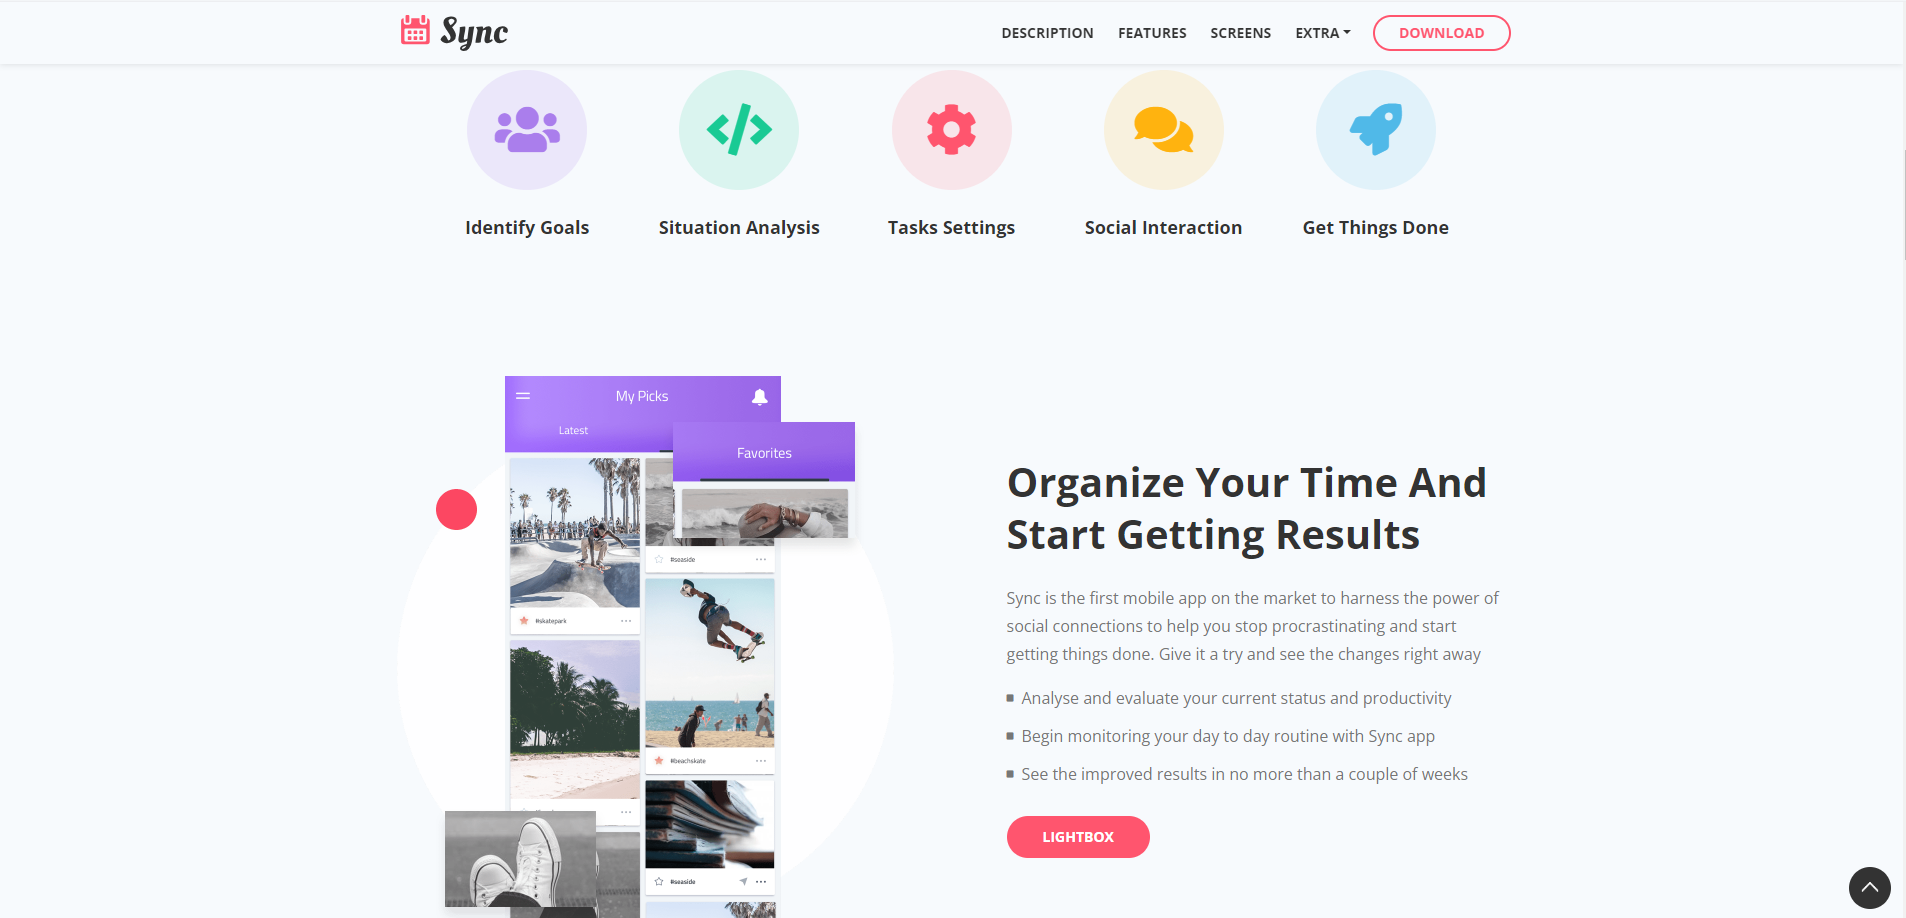 Sync
DESCRIPTION FEATURES SCREENS EXTRA DOWNLOAD
Identify Goals
Situation Analysis
Tasks Settings
Social Interaction
Get Things Done
My Picks
Latest
Favorites
#seaside
#skatepark
#beachskate
#seaside
Organize Your Time And
Start Getting Results
Sync is the first mobile app on the market to harness the power of
social connections to help you stop procrastinating and start
getting things done. Give it a try and see the changes right away
Analyse and evaluate your current status and productivity
Begin monitoring your day to day routine with Sync app
See the improved results in no more than a couple of weeks
LIGHTBOX